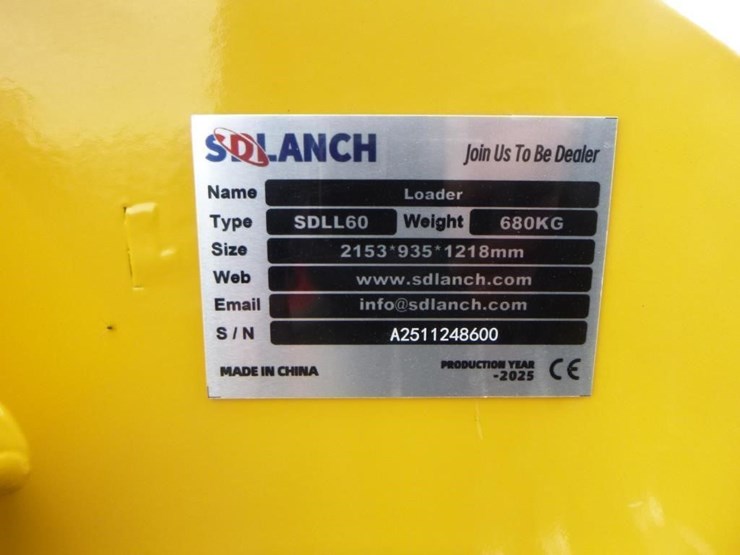 SDLANCH Join Us To Be Dealer
Name Loader
Type SDLL60 Weight 680KG
Size 2153*935*1218mm
Web www.sdlanch.com
Email info@sdlanch.com
S/N A2511248600
MADE IN CHINA PRODUCTION YEAR
-2025 CE